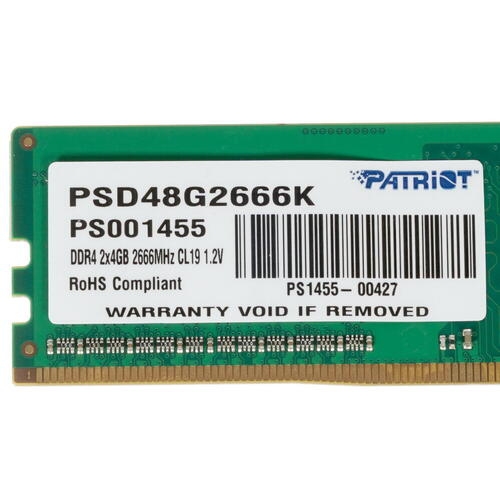 PATRIOT
PSD48G2666K
PS001455
DDR4 2x4GB 2666MHz CL19 1.2V
RoHS Compliant
PS1455-00427
WARRANTY VOID IF REMOVED